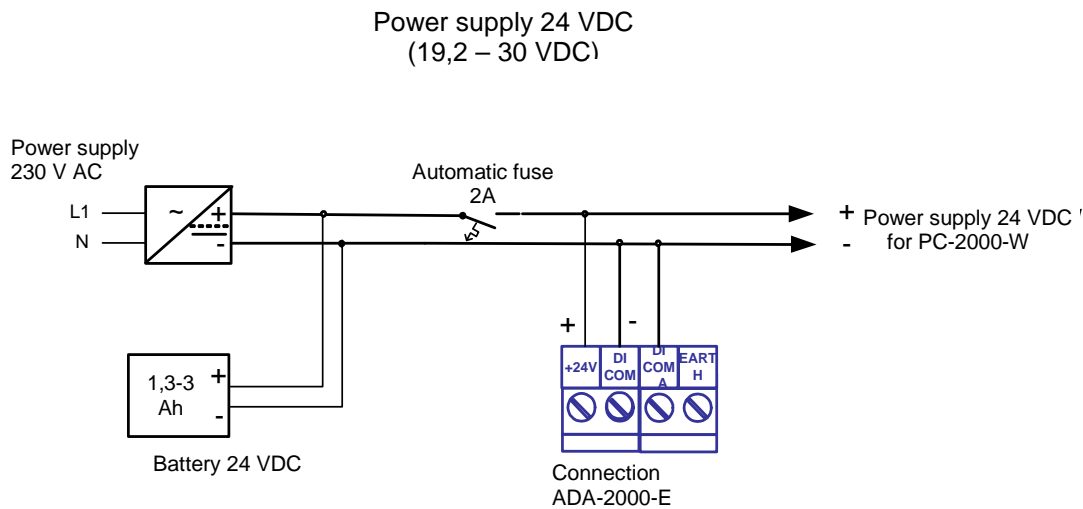 Power supply 24 VDC
(19,2 – 30 VDC)
Power supply
230 V AC
Automatic fuse
2A
L1
N
~
+
-
+ Power supply 24 VDC
- for PC-2000-W
+
-
+24V
DI
COM
DI
COM
A
EART
H
1,3-3
Ah
+
-
Battery 24 VDC
Connection
ADA-2000-E